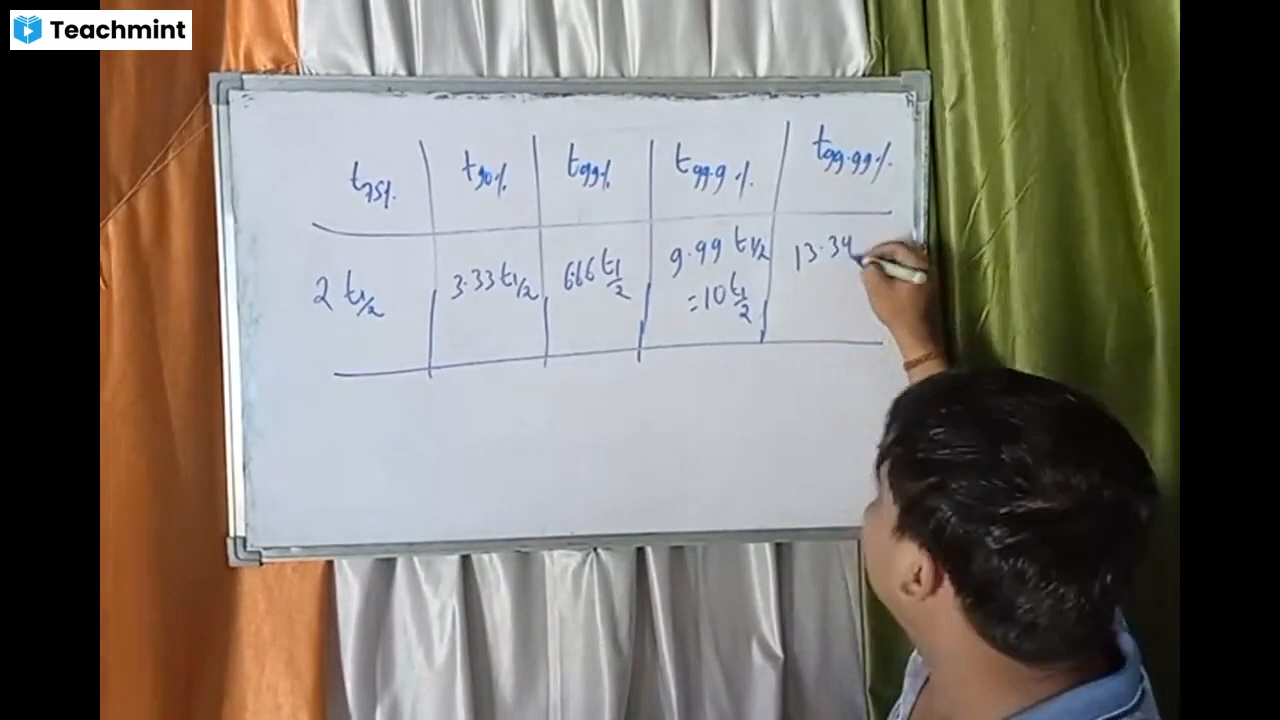 Teachmint
t75% t90% t99% t99.9% t99.99%
2 t1/2 3.33 t1/2 6.66 t1/2 9.99 t1/2 13.34
=10 t1/2